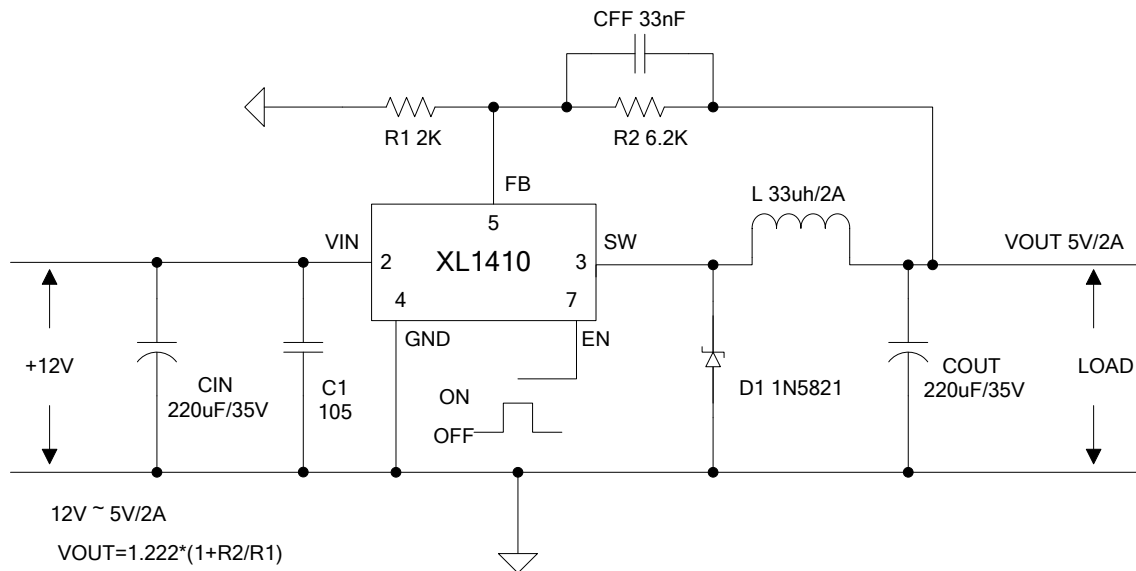 CFF 33nF
R1 2K
R2 6.2K
FB
L 33uh/2A
5
VIN
SW
VOUT 5V/2A
2
XL1410
3
4
7
GND
EN
+12V
CIN
220uF/35V
C1
105
ON
OFF
D1 1N5821
COUT
220uF/35V
LOAD
12V ~ 5V/2A
VOUT=1.222*(1+R2/R1)